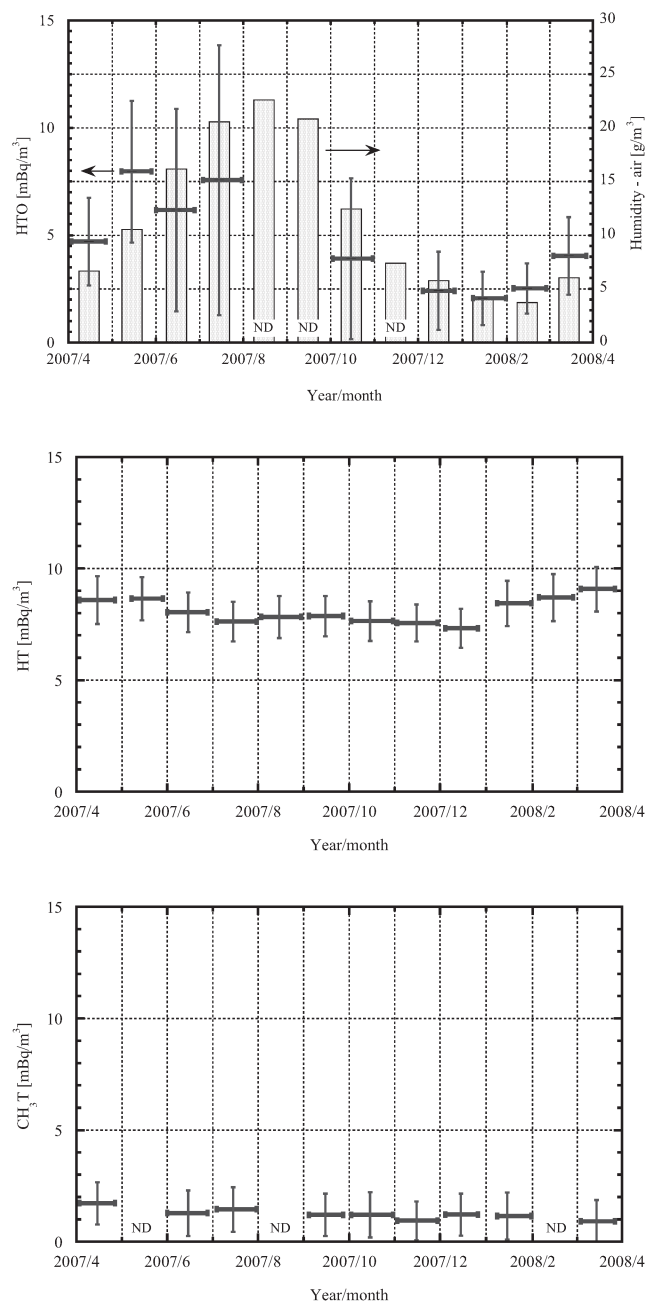 15
10
5
0
HTO [mBq/m³]
30
25
20
15
10
5
0
Humidity - air [g/m³]
ND
ND
ND
2007/4 2007/6 2007/8 2007/10 2007/12 2008/2 2008/4
Year/month
15
10
5
0
HT [mBq/m³]
2007/4 2007/6 2007/8 2007/10 2007/12 2008/2 2008/4
Year/month
15
10
5
0
CH₃T [mBq/m³]
ND
ND
ND
2007/4 2007/6 2007/8 2007/10 2007/12 2008/2 2008/4
Year/month